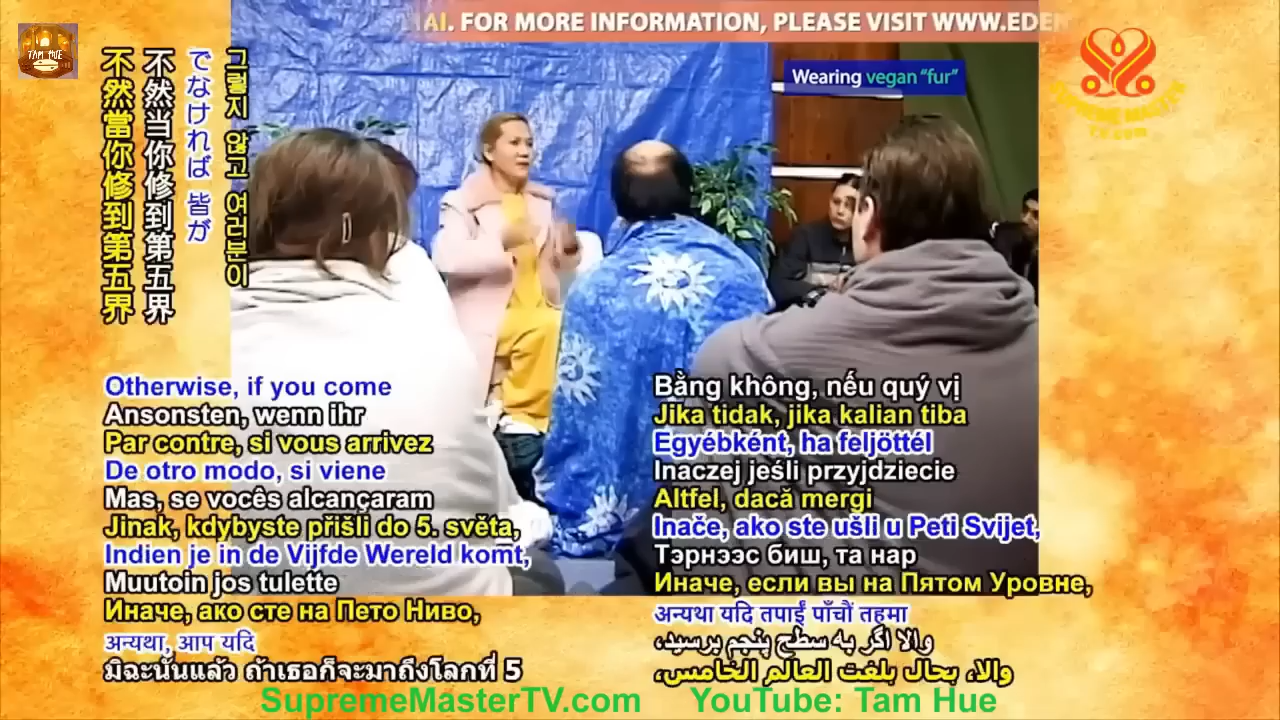 AI. FOR MORE INFORMATION, PLEASE VISIT WWW.EDEN
TAM HUE
Wearing vegan “fur”
SUPREME MASTER
TV.com
그렇지 않고 여러분이
でなければ 皆が
不然当你修到第五界
不然當你修到第五界
Otherwise, if you come
Ansonsten, wenn ihr
Par contre, si vous arrivez
De otro modo, si viene
Mas, se vocês alcançaram
Jinak, kdybyste přišli do 5. světa,
Indien je in de Vijfde Wereld komt,
Muutoin jos tulette
Иначе, ако сте на Пето Ниво,
अन्यथा, आप यदि
มิฉะนั้นแล้ว ถ้าเธอก็จะมาถึงโลกที่ 5
Bằng không, nếu quý vị
Jika tidak, jika kalian tiba
Egyébként, ha feljöttél
Inaczej jeśli przyjdziecie
Altfel, dacă mergi
Inače, ako ste ušli u Peti Svijet,
Тэрнээс биш, та нар
Иначе, если вы на Пятом Уровне,
अन्यथा यदि तपाईं पाँचौं तहमा
والا اگر به سطح پنجم برسید،
والا، بحال بلغت العالم الخامس،
SupremeMasterTV.com YouTube: Tam Hue